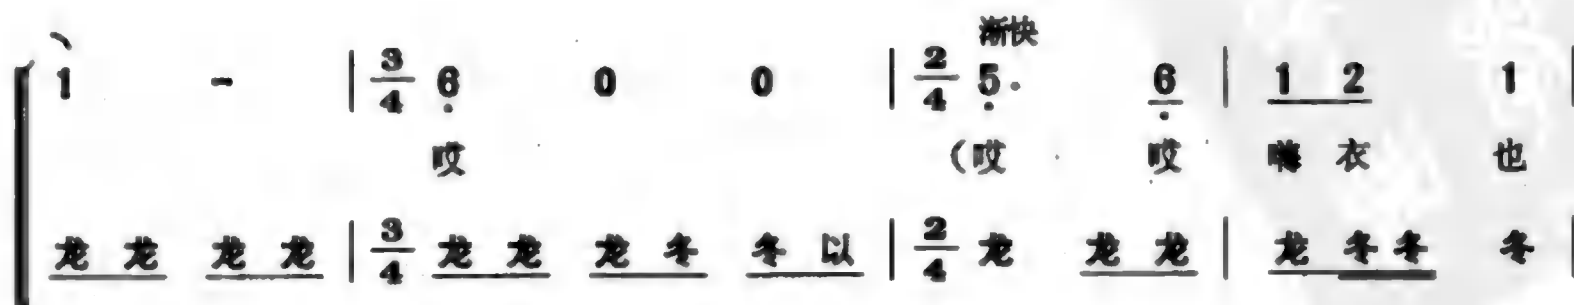 渐快
1 - | 3/4 6 0 0 | 2/4 5· 6 | 1 2 1 |
哎 （哎 哎 嗨 衣 也
龙 龙 龙 龙 | 3/4 龙 龙 龙 冬 冬 以 | 2/4 龙 龙 龙 | 龙 冬 冬 冬 |